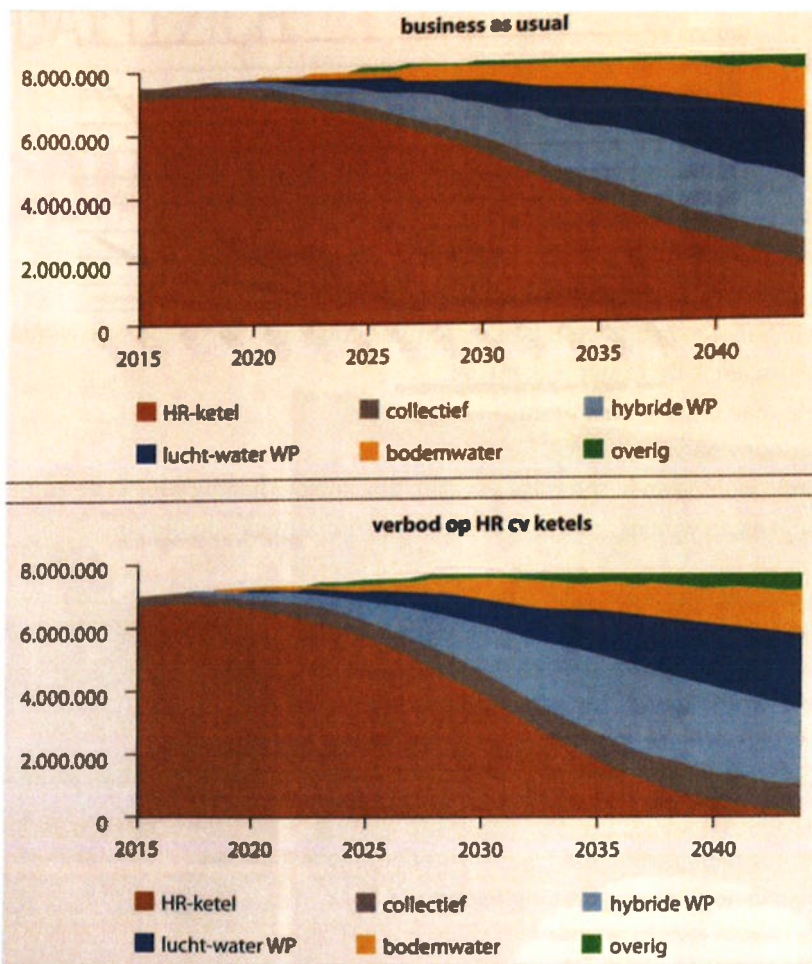 business as usual
8.000.000
6.000.000
4.000.000
2.000.000
0
2015 2020 2025 2030 2035 2040
HR-ketel collectief hybride WP
lucht-water WP bodemwater overig
verbod op HR cv ketels
8.000.000
6.000.000
4.000.000
2.000.000
0
2015 2020 2025 2030 2035 2040
HR-ketel collectief hybride WP
lucht-water WP bodemwater overig